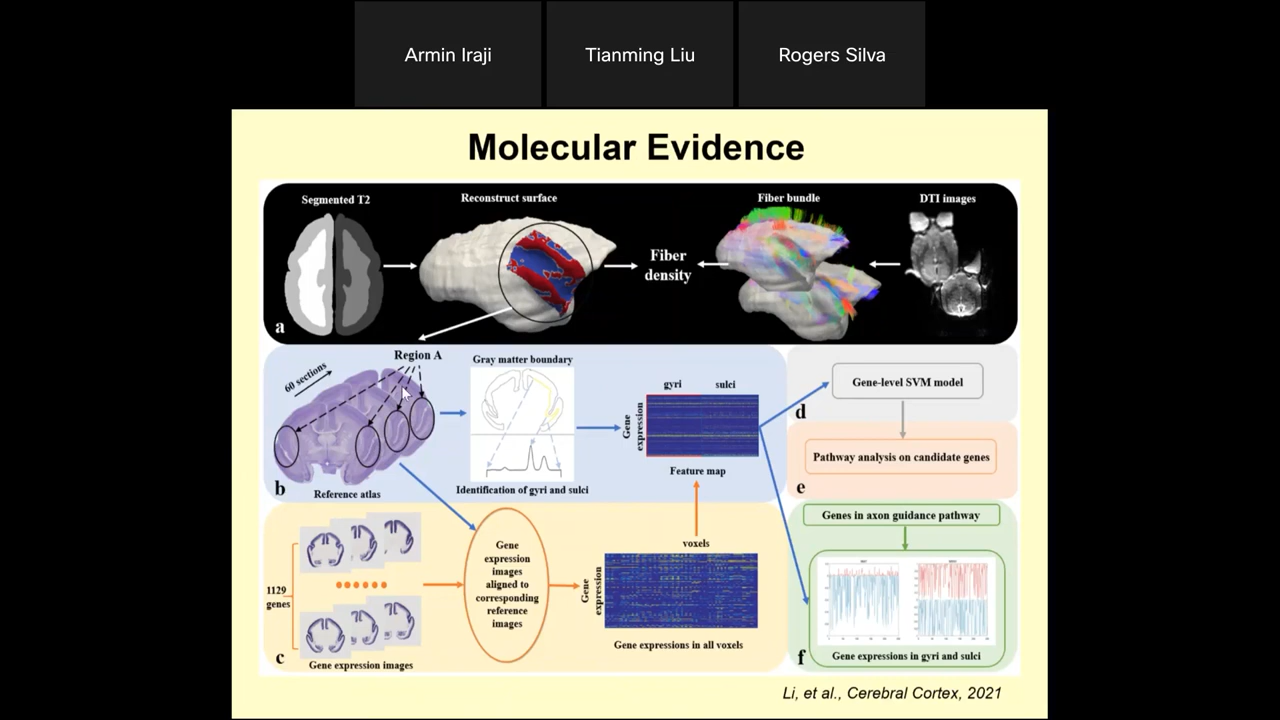 Armin Iraji
Tianming Liu
Rogers Silva
Molecular Evidence
Segmented T2
Reconstruct surface
Fiber bundle
DTI images
Fiber
density
a
Region A
60 sections
Reference atlas
b
Gray matter boundary
Identification of gyri and sulci
gyri
sulci
Gene
expression
Feature map
Gene-level SVM model
d
Pathway analysis on candidate genes
e
1129
genes
Gene expression images
c
Gene
expression
images
aligned to
corresponding
reference
images
voxels
Gene
expression
Gene expressions in all voxels
Genes in axon guidance pathway
Gene expressions in gyri and sulci
f
Li, et al., Cerebral Cortex, 2021